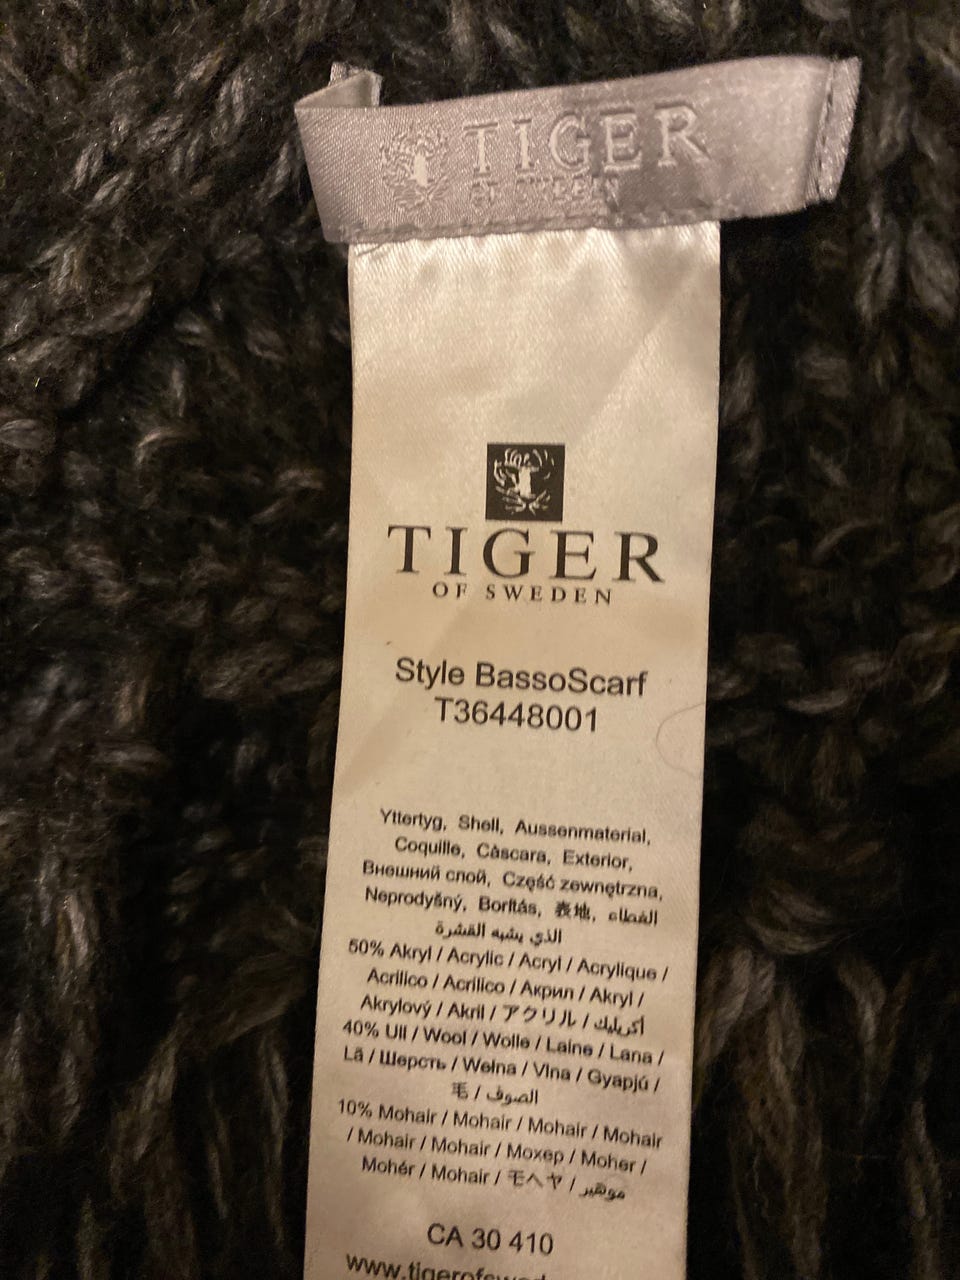 TIGER
OF SWEDEN
TIGER
OF SWEDEN
Style BassoScarf
T36448001
Yttertyg, Shell, Aussenmaterial,
Coquille, Càscara, Exterior,
Внешний слой, Część zewnętrzna,
Neprodyšný, Borítás, 表地, الغطاء
الذي يشبه القشرة
50% Akryl / Acrylic / Acryl / Acrylique /
Acrilico / Acrílico / Акрил / Akryl /
Akrylový / Akril / アクリル / أكريليك
40% Ull / Wool / Wolle / Laine / Lana /
Lã / Шерсть / Wełna / Vlna / Gyapjú /
毛 / الصوف
10% Mohair / Mohair / Mohair / Mohair
/ Mohair / Mohair / Мохер / Moher /
Mohér / Mohair / モヘヤ / موهير
CA 30 410
www.tigerofswed